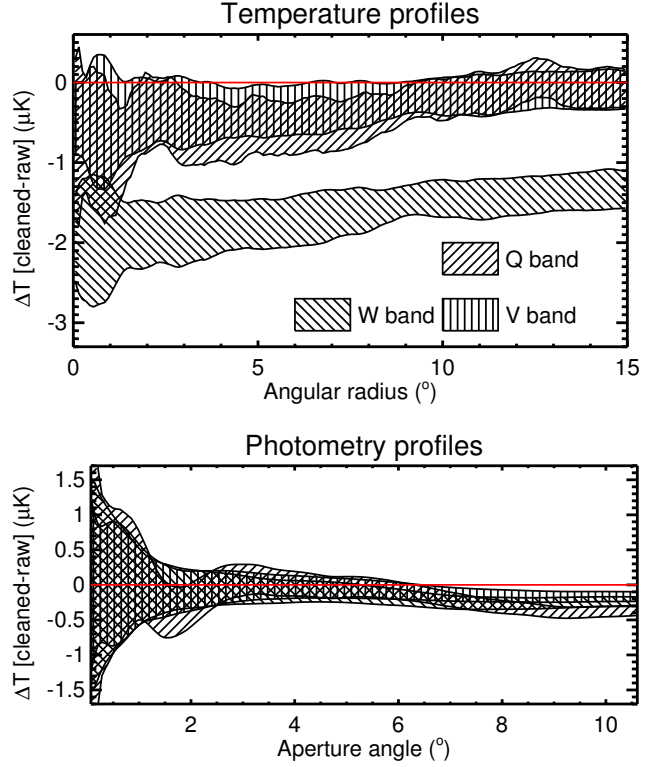 Temperature profiles
ΔT [cleaned-raw] (μK)
0
-1
-2
-3
Q band
W band
V band
0 5 10 15
Angular radius (°)
Photometry profiles
ΔT [cleaned-raw] (μK)
1.5
1
0.5
0
-0.5
-1
-1.5
2 4 6 8 10
Aperture angle (°)